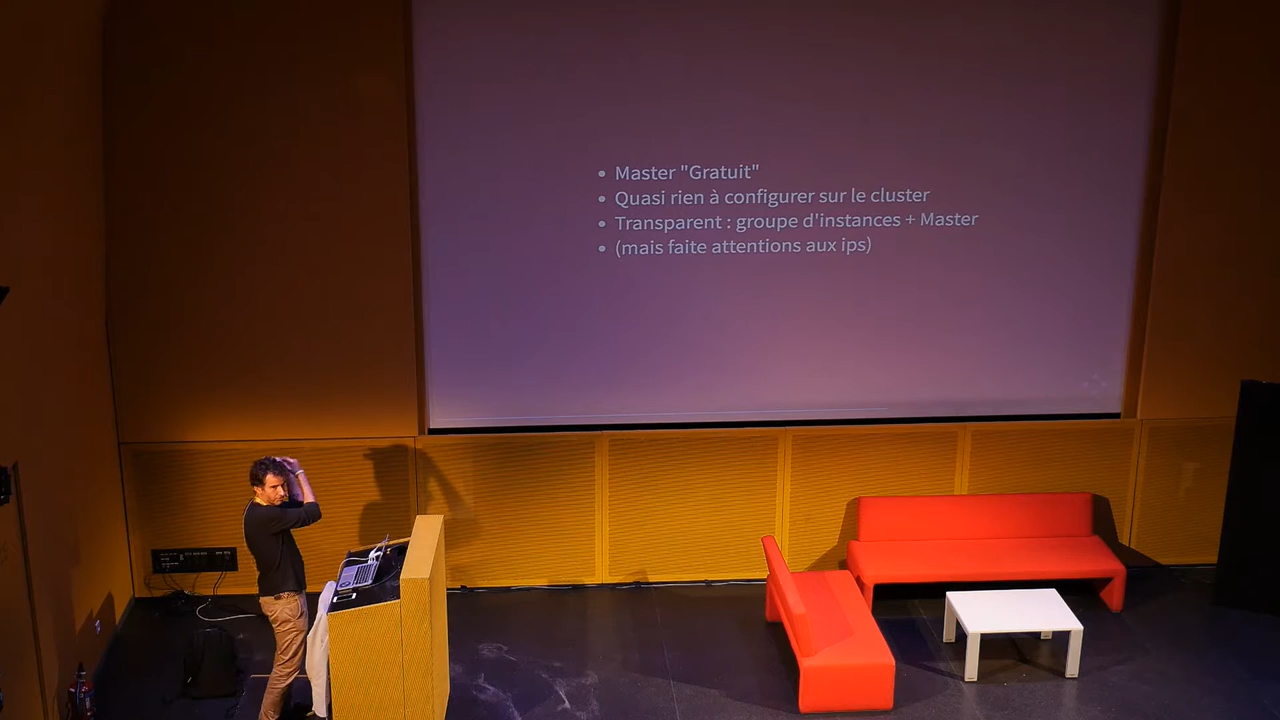 Master "Gratuit"
Quasi rien à configurer sur le cluster
Transparent : groupe d'instances + Master
(mais faite attentions aux ips)